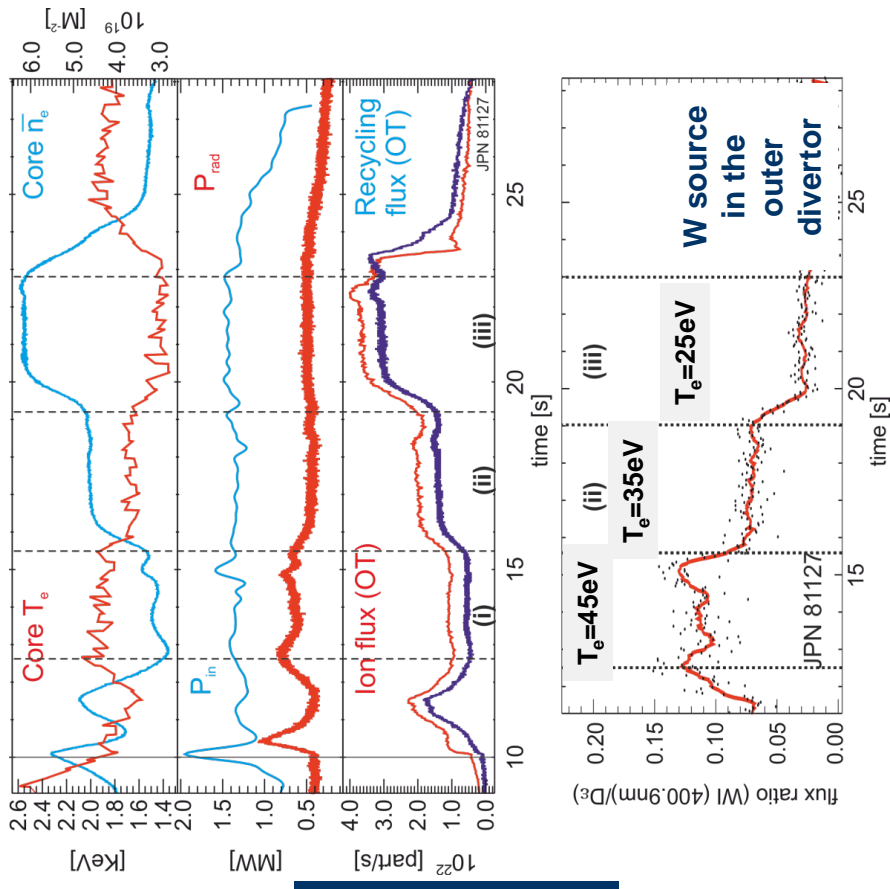 10^19 [M^-2]
6.0
5.0
4.0
3.0
2.6
2.4
2.2
2.0
1.8
1.6
1.4
[KeV]
Core T_e
Core n̅_e
2.0
1.5
1.0
0.5
[MW]
P_in
P_rad
4.0
3.0
2.0
1.0
0.0
10^22 [part/s]
Ion flux (OT)
Recycling
flux (OT)
JPN 81127
(i)
(ii)
(iii)
10
15
20
25
time [s]
0.20
0.15
0.10
0.05
0.00
flux ratio (WI (400.9nm)/Dε)
T_e=45eV
T_e=35eV
T_e=25eV
(ii)
(iii)
W source
in the
outer
divertor
JPN 81127
15
20
25
time [s]